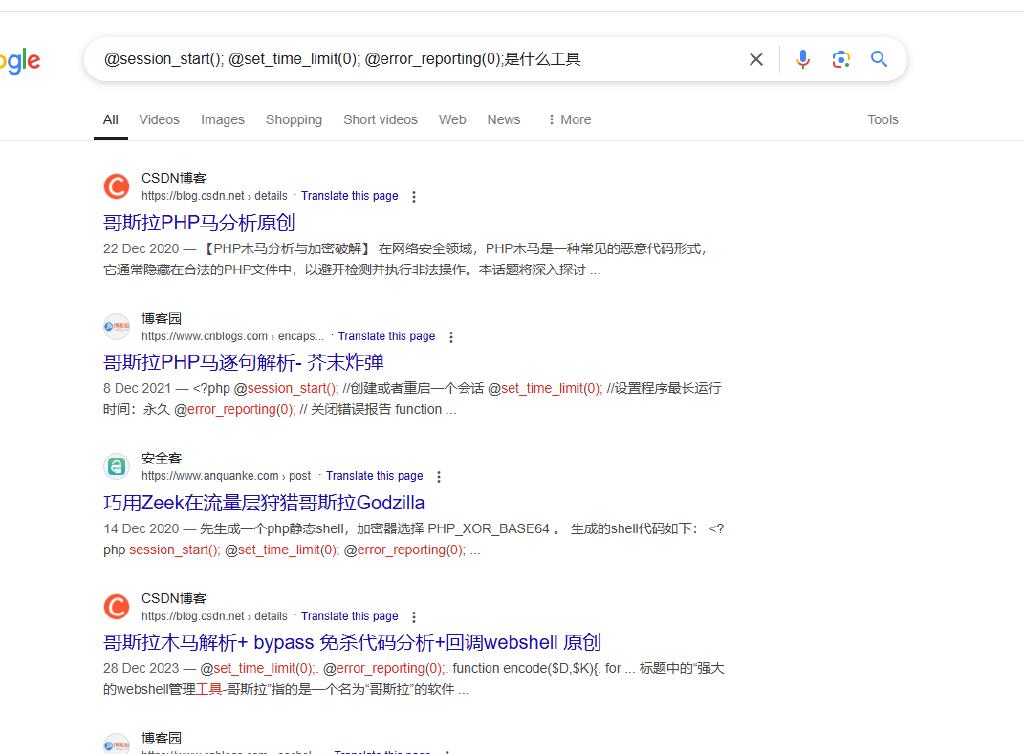 ogle
@session_start(); @set_time_limit(0); @error_reporting(0);是什么工具
All Videos Images Shopping Short videos Web News More Tools
CSDN博客
https://blog.csdn.net › details · Translate this page
哥斯拉PHP马分析原创
22 Dec 2020 — 【PHP木马分析与加密破解】 在网络安全领域，PHP木马是一种常见的恶意代码形式，
它通常隐藏在合法的PHP文件中，以避开检测并执行非法操作。本话题将深入探讨 ...
博客园
https://www.cnblogs.com › encaps... · Translate this page
哥斯拉PHP马逐句解析- 芥末炸弹
8 Dec 2021 — <?php @session_start(); //创建或者重启一个会话 @set_time_limit(0); //设置程序最长运行
时间：永久 @error_reporting(0); // 关闭错误报告 function ...
安全客
https://www.anquanke.com › post · Translate this page
巧用Zeek在流量层狩猎哥斯拉Godzilla
14 Dec 2020 — 先生成一个php静态shell，加密器选择 PHP_XOR_BASE64 。 生成的shell代码如下： <?
php session_start(); @set_time_limit(0); @error_reporting(0); ...
CSDN博客
https://blog.csdn.net › details · Translate this page
哥斯拉木马解析+ bypass 免杀代码分析+回调webshell 原创
28 Dec 2023 — @set_time_limit(0);. @error_reporting(0);. function encode($D,$K){. for ... 标题中的“强大
的webshell管理工具-哥斯拉”指的是一个名为“哥斯拉”的软件 ...
博客园